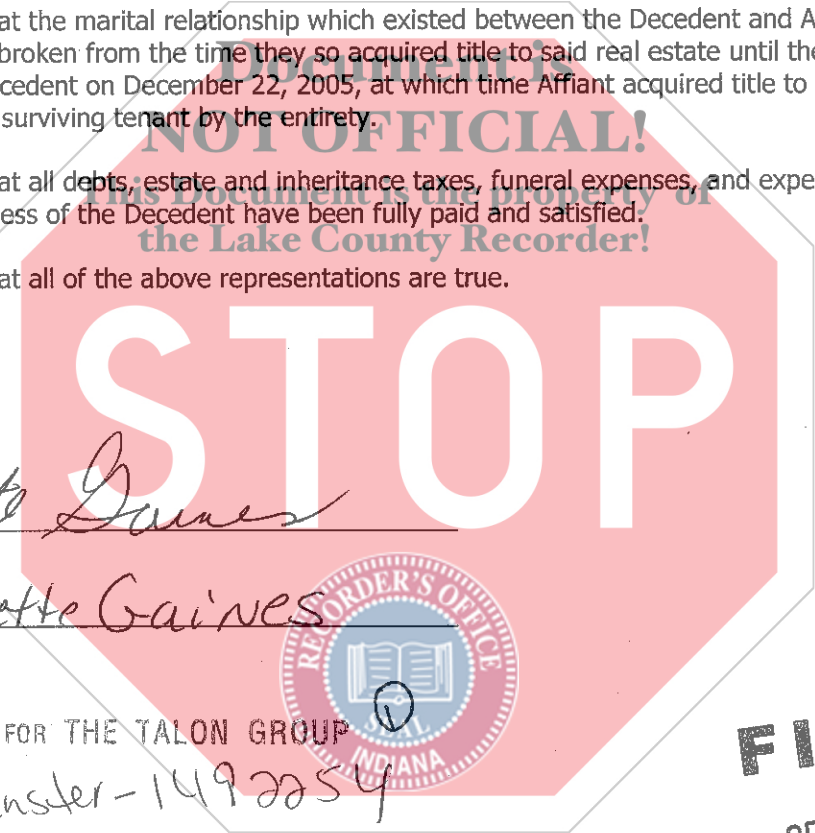 at the marital relationship which existed between the Decedent and A
broken from the time they so acquired title to said real estate until the
cedent on December 22, 2005, at which time Affiant acquired title to
surviving tenant by the entirety.
Document is
NOT OFFICIAL!
This Document is the property of
the Lake County Recorder!
at all debts, estate and inheritance taxes, funeral expenses, and expe
ess of the Decedent have been fully paid and satisfied.
at all of the above representations are true.
STOP
Gaines
atte Gaines
RECORDER'S OFFICE
SEAL
INDIANA
FOR THE TALON GROUP
nsfer - 1492254
FI